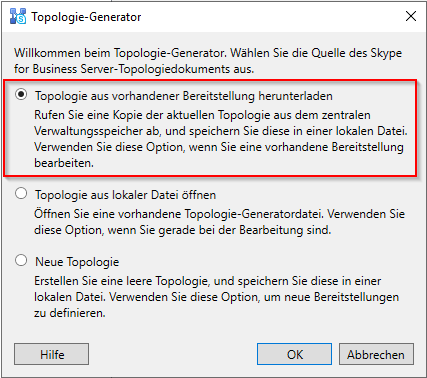 Topologie-Generator
Willkommen beim Topologie-Generator. Wählen Sie die Quelle des Skype
for Business Server-Topologiedokuments aus.
Topologie aus vorhandener Bereitstellung herunterladen
Rufen Sie eine Kopie der aktuellen Topologie aus dem zentralen
Verwaltungsspeicher ab, und speichern Sie diese in einer lokalen Datei.
Verwenden Sie diese Option, wenn Sie eine vorhandene Bereitstellung
bearbeiten.
Topologie aus lokaler Datei öffnen
Öffnen Sie eine vorhandene Topologie-Generatordatei. Verwenden Sie
diese Option, wenn Sie gerade bei der Bearbeitung sind.
Neue Topologie
Erstellen Sie eine leere Topologie, und speichern Sie diese in einer
lokalen Datei. Verwenden Sie diese Option, um neue Bereitstellungen
zu definieren.
Hilfe OK Abbrechen